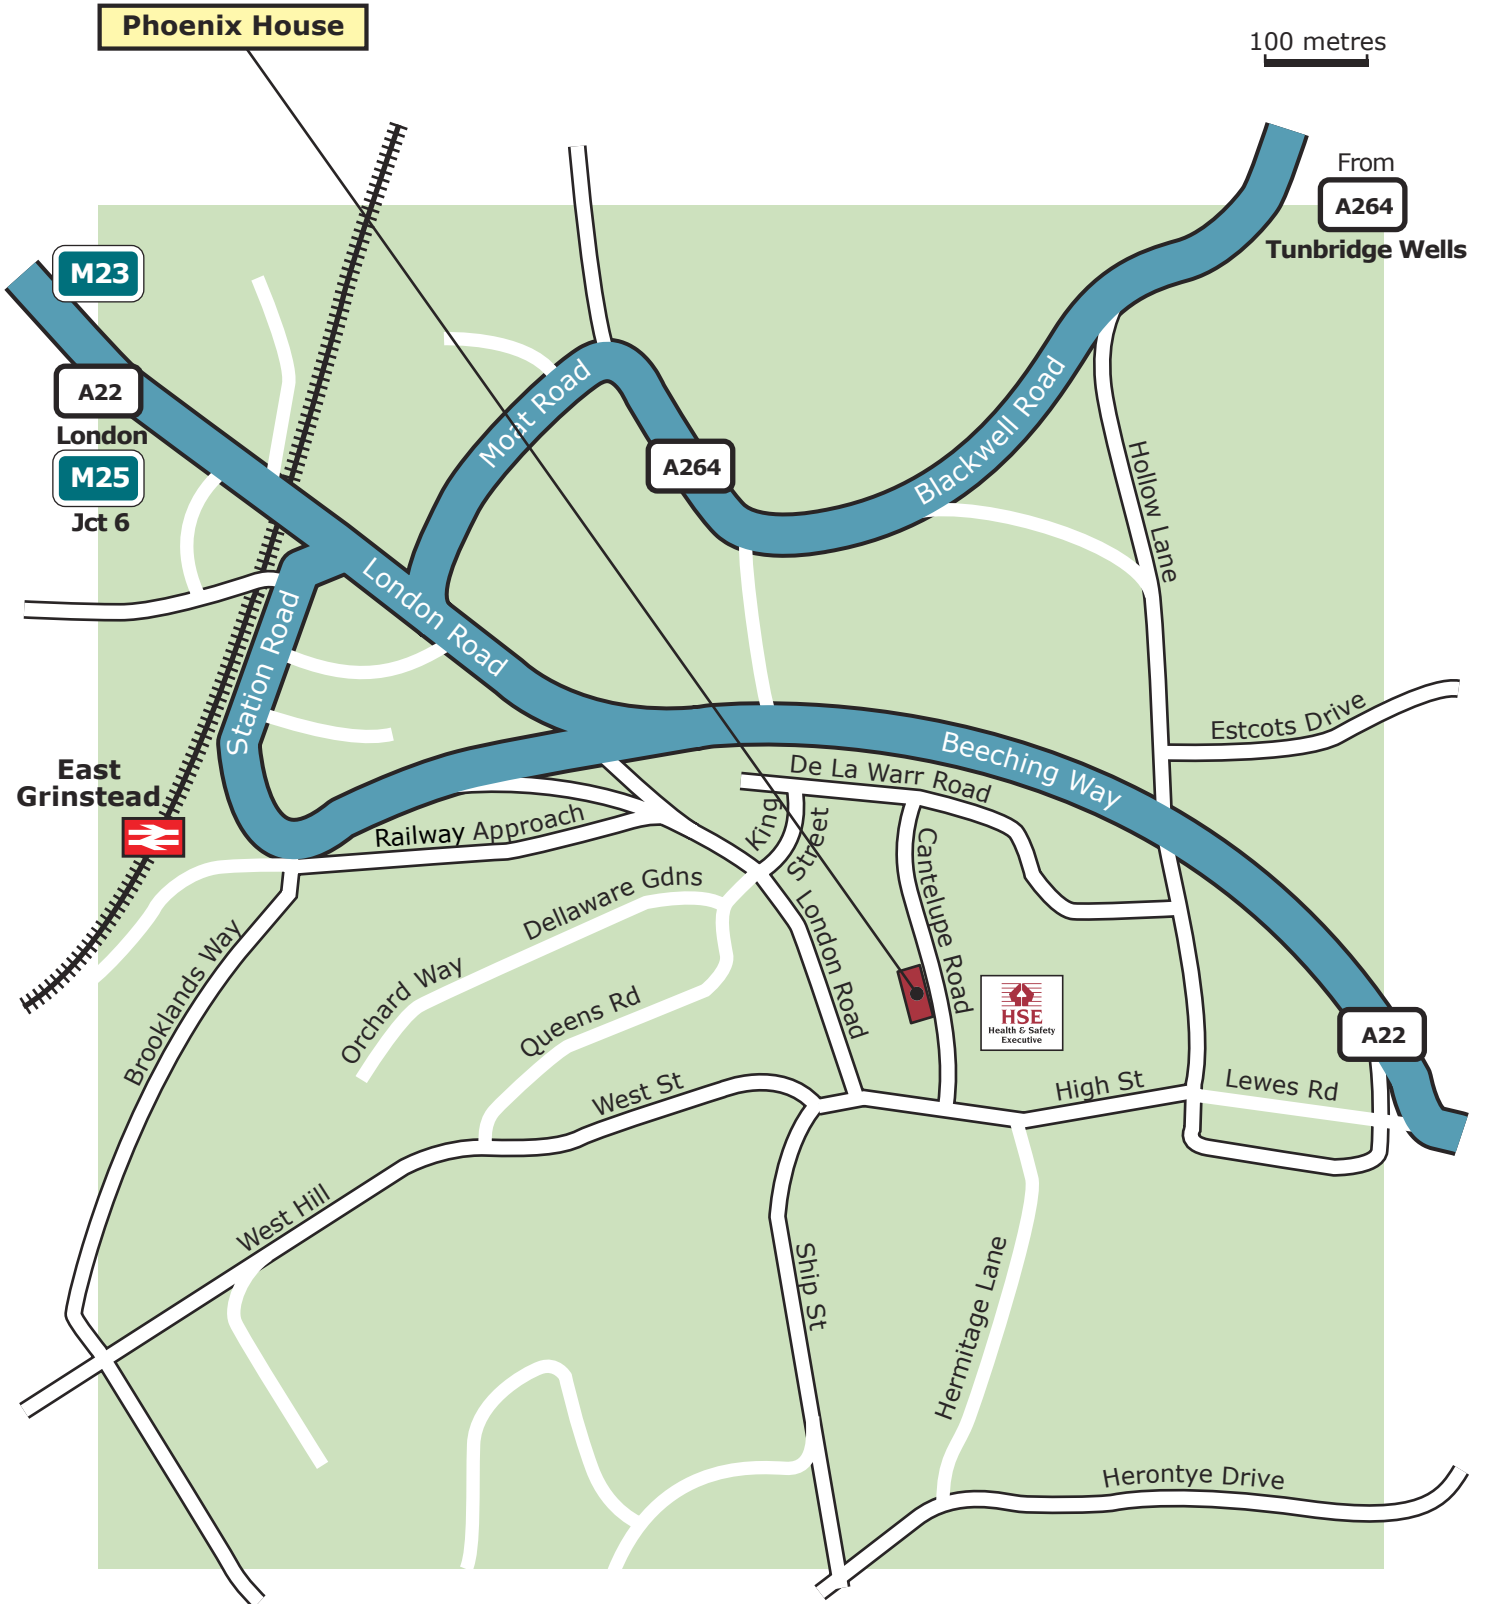 Phoenix House
100 metres
From
A264
Tunbridge Wells
M23
A22
London
M25
Jct 6
Moat Road
A264
Blackwell Road
Hollow Lane
London Road
Station Road
Estcots Drive
East
Grinstead
Beeching Way
De La Warr Road
Railway Approach
King
Street
Cantelupe Road
Dellaware Gdns
London Road
Brooklands Way
Orchard Way
Queens Rd
HSE
Health & Safety
Executive
A22
West St
High St
Lewes Rd
West Hill
Ship St
Hermitage Lane
Herontye Drive